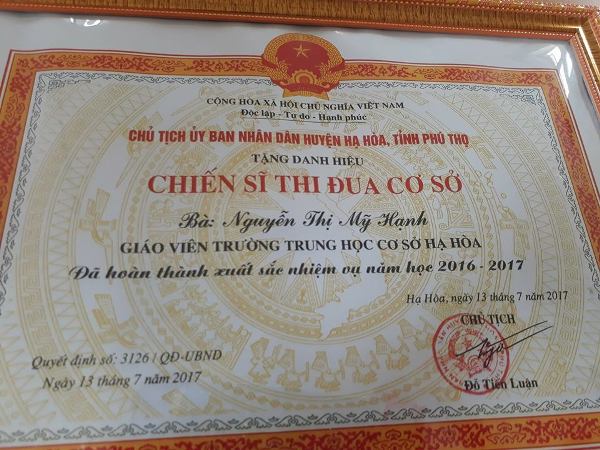 CỘNG HÒA XÃ HỘI CHỦ NGHĨA VIỆT NAM
Độc lập - Tự do - Hạnh phúc
CHỦ TỊCH ỦY BAN NHÂN DÂN HUYỆN HẠ HÒA, TỈNH PHÚ THỌ
TẶNG DANH HIỆU
CHIẾN SĨ THI ĐUA CƠ SỞ
Bà: Nguyễn Thị Mỹ Hạnh
GIÁO VIÊN TRƯỜNG TRUNG HỌC CƠ SỞ HẠ HÒA
Đã hoàn thành xuất sắc nhiệm vụ năm học 2016 - 2017
Hạ Hòa, ngày 13 tháng 7 năm 2017
CHỦ TỊCH
Quyết định số: 3126 / QĐ-UBND
Ngày 13 tháng 7 năm 2017
Đỗ Tiến Luận